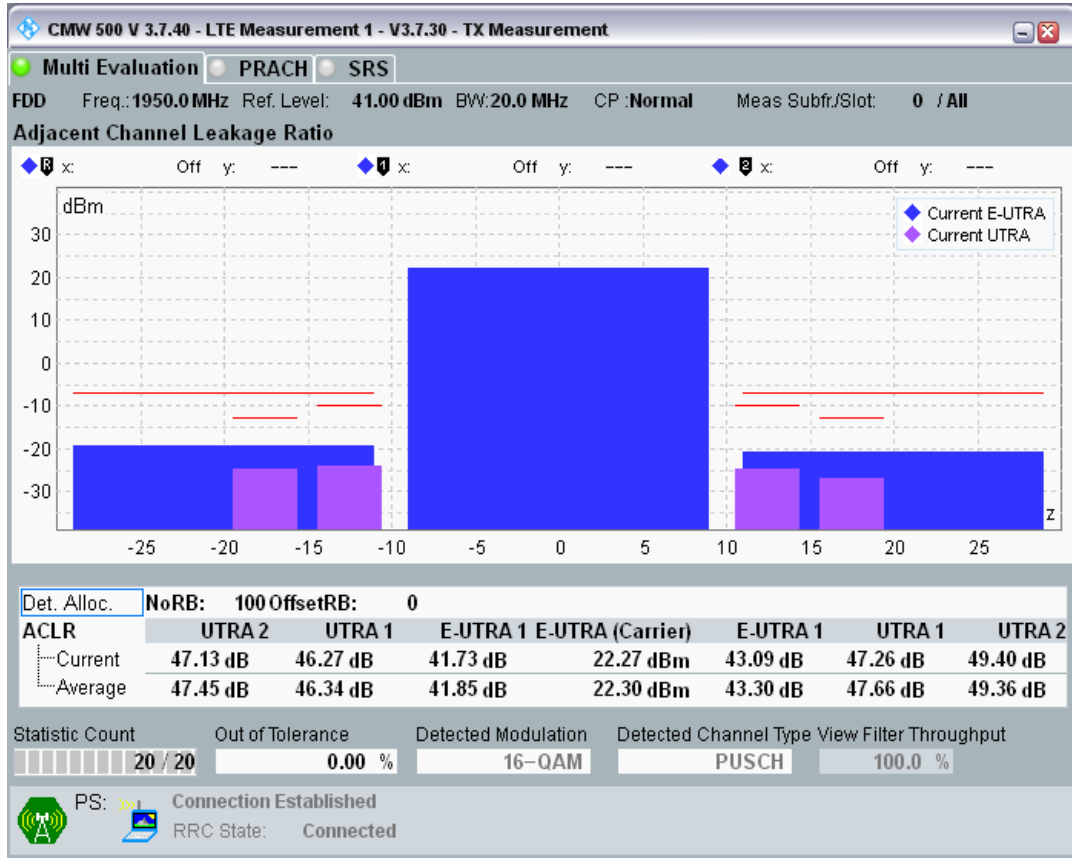 CMW 500 V 3.7.40 - LTE Measurement 1 - V3.7.30 - TX Measurement
Multi Evaluation PRACH SRS
FDD Freq.: 1950.0 MHz Ref. Level: 41.00 dBm BW: 20.0 MHz CP : Normal Meas Subfr./Slot: 0 / All
Adjacent Channel Leakage Ratio
R x: Off y: --- 1 x: Off y: --- 2 x: Off y: ---
dBm
Current E-UTRA
Current UTRA
30
20
10
0
-10
-20
-30
z
-25 -20 -15 -10 -5 0 5 10 15 20 25
Det. Alloc. NoRB: 100 OffsetRB: 0
ACLR UTRA 2 UTRA 1 E-UTRA 1 E-UTRA (Carrier) E-UTRA 1 UTRA 1 UTRA 2
Current 47.13 dB 46.27 dB 41.73 dB 22.27 dBm 43.09 dB 47.26 dB 49.40 dB
Average 47.45 dB 46.34 dB 41.85 dB 22.30 dBm 43.30 dB 47.66 dB 49.36 dB
Statistic Count Out of Tolerance Detected Modulation Detected Channel Type View Filter Throughput
20 / 20 0.00 % 16-QAM PUSCH 100.0 %
PS: Connection Established
RRC State: Connected